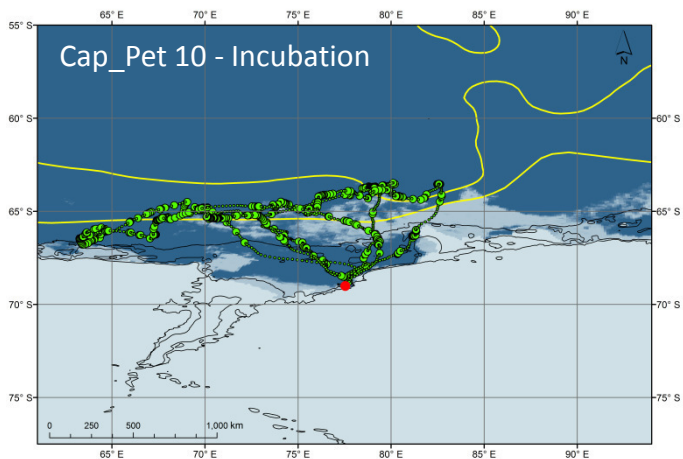 65° E 70° E 75° E 80° E 85° E 90° E
55° S 55° S
Cap_Pet 10 - Incubation
N
60° S 60° S
65° S 65° S
70° S 70° S
75° S 75° S
0 250 500 1,000 km
65° E 70° E 75° E 80° E 85° E 90° E